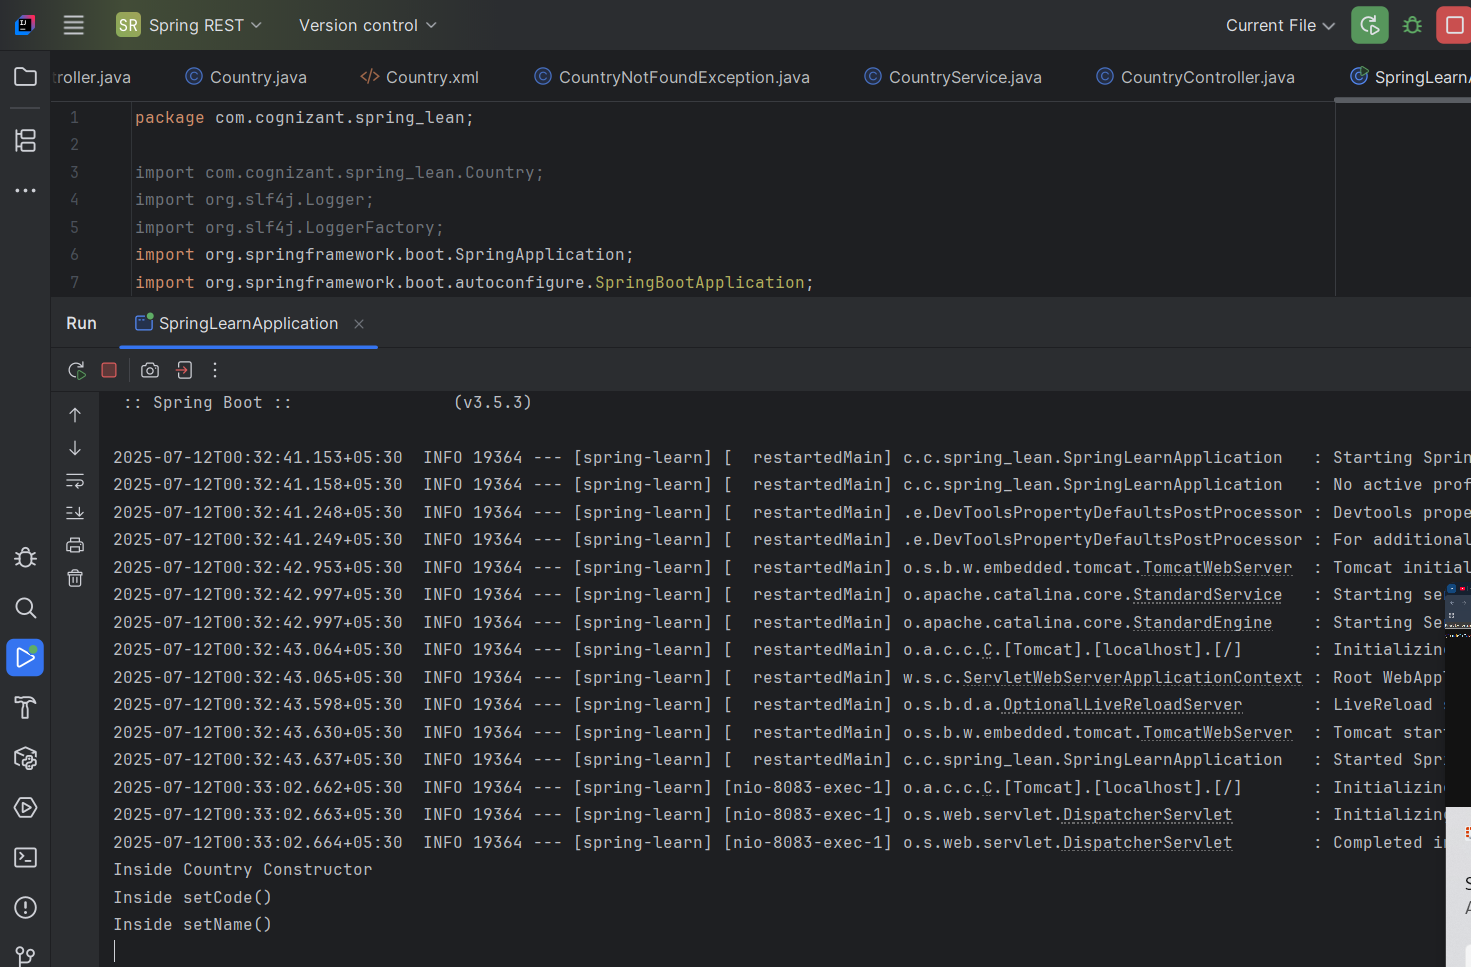 SR Spring REST Version control Current File
roller.java Country.java </> Country.xml CountryNotFoundException.java CountryService.java CountryController.java SpringLearn
1 package com.cognizant.spring_lean;
2
3 import com.cognizant.spring_lean.Country;
4 import org.slf4j.Logger;
5 import org.slf4j.LoggerFactory;
6 import org.springframework.boot.SpringApplication;
7 import org.springframework.boot.autoconfigure.SpringBootApplication;
Run SpringLearnApplication
:: Spring Boot :: (v3.5.3)
2025-07-12T00:32:41.153+05:30 INFO 19364 --- [spring-learn] [ restartedMain] c.c.spring_lean.SpringLearnApplication : Starting Sprin
2025-07-12T00:32:41.158+05:30 INFO 19364 --- [spring-learn] [ restartedMain] c.c.spring_lean.SpringLearnApplication : No active prof
2025-07-12T00:32:41.248+05:30 INFO 19364 --- [spring-learn] [ restartedMain] .e.DevToolsPropertyDefaultsPostProcessor : Devtools prope
2025-07-12T00:32:41.249+05:30 INFO 19364 --- [spring-learn] [ restartedMain] .e.DevToolsPropertyDefaultsPostProcessor : For additional
2025-07-12T00:32:42.953+05:30 INFO 19364 --- [spring-learn] [ restartedMain] o.s.b.w.embedded.tomcat.TomcatWebServer : Tomcat initial
2025-07-12T00:32:42.997+05:30 INFO 19364 --- [spring-learn] [ restartedMain] o.apache.catalina.core.StandardService : Starting se
2025-07-12T00:32:42.997+05:30 INFO 19364 --- [spring-learn] [ restartedMain] o.apache.catalina.core.StandardEngine : Starting Se
2025-07-12T00:32:43.064+05:30 INFO 19364 --- [spring-learn] [ restartedMain] o.a.c.c.C.[Tomcat].[localhost].[/] : Initializin
2025-07-12T00:32:43.065+05:30 INFO 19364 --- [spring-learn] [ restartedMain] w.s.c.ServletWebServerApplicationContext : Root WebAppl
2025-07-12T00:32:43.598+05:30 INFO 19364 --- [spring-learn] [ restartedMain] o.s.b.d.a.OptionalLiveReloadServer : LiveReload
2025-07-12T00:32:43.630+05:30 INFO 19364 --- [spring-learn] [ restartedMain] o.s.b.w.embedded.tomcat.TomcatWebServer : Tomcat star
2025-07-12T00:32:43.637+05:30 INFO 19364 --- [spring-learn] [ restartedMain] c.c.spring_lean.SpringLearnApplication : Started Spr
2025-07-12T00:33:02.662+05:30 INFO 19364 --- [spring-learn] [nio-8083-exec-1] o.a.c.c.C.[Tomcat].[localhost].[/] : Initializin
2025-07-12T00:33:02.663+05:30 INFO 19364 --- [spring-learn] [nio-8083-exec-1] o.s.web.servlet.DispatcherServlet : Initializin
2025-07-12T00:33:02.664+05:30 INFO 19364 --- [spring-learn] [nio-8083-exec-1] o.s.web.servlet.DispatcherServlet : Completed i
Inside Country Constructor
Inside setCode()
Inside setName()